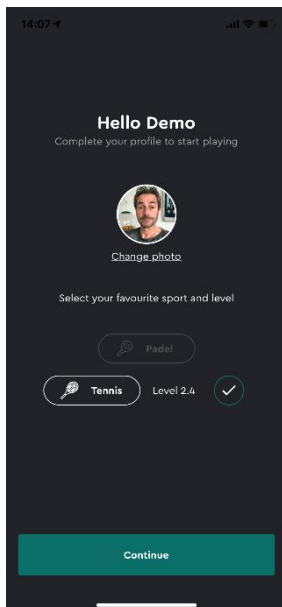 14:07
Hello Demo
Complete your profile to start playing
Change photo
Select your favourite sport and level
Padel
Tennis Level 2.4
Continue